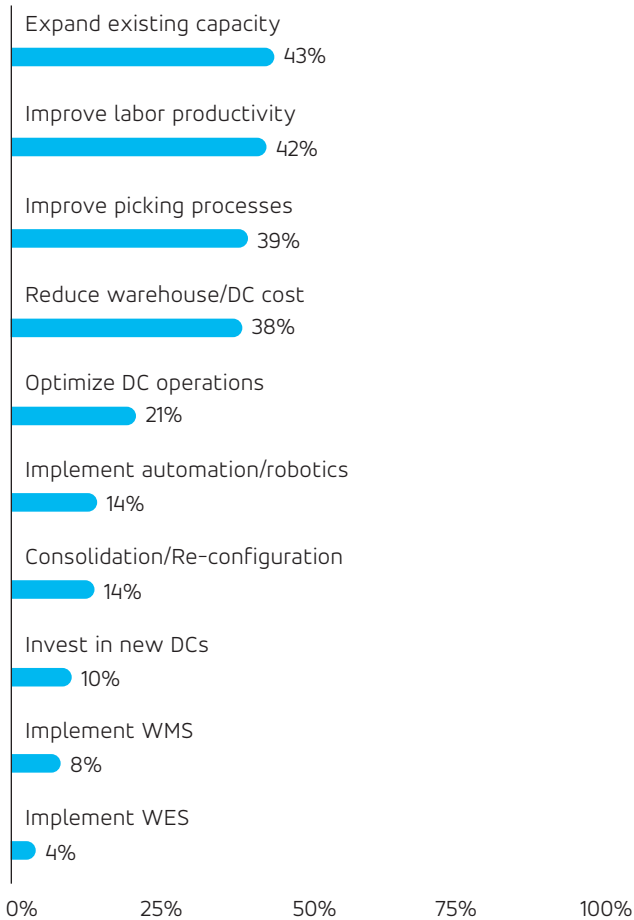 Expand existing capacity
43%
Improve labor productivity
42%
Improve picking processes
39%
Reduce warehouse/DC cost
38%
Optimize DC operations
21%
Implement automation/robotics
14%
Consolidation/Re-configuration
14%
Invest in new DCs
10%
Implement WMS
8%
Implement WES
4%
0% 25% 50% 75% 100%